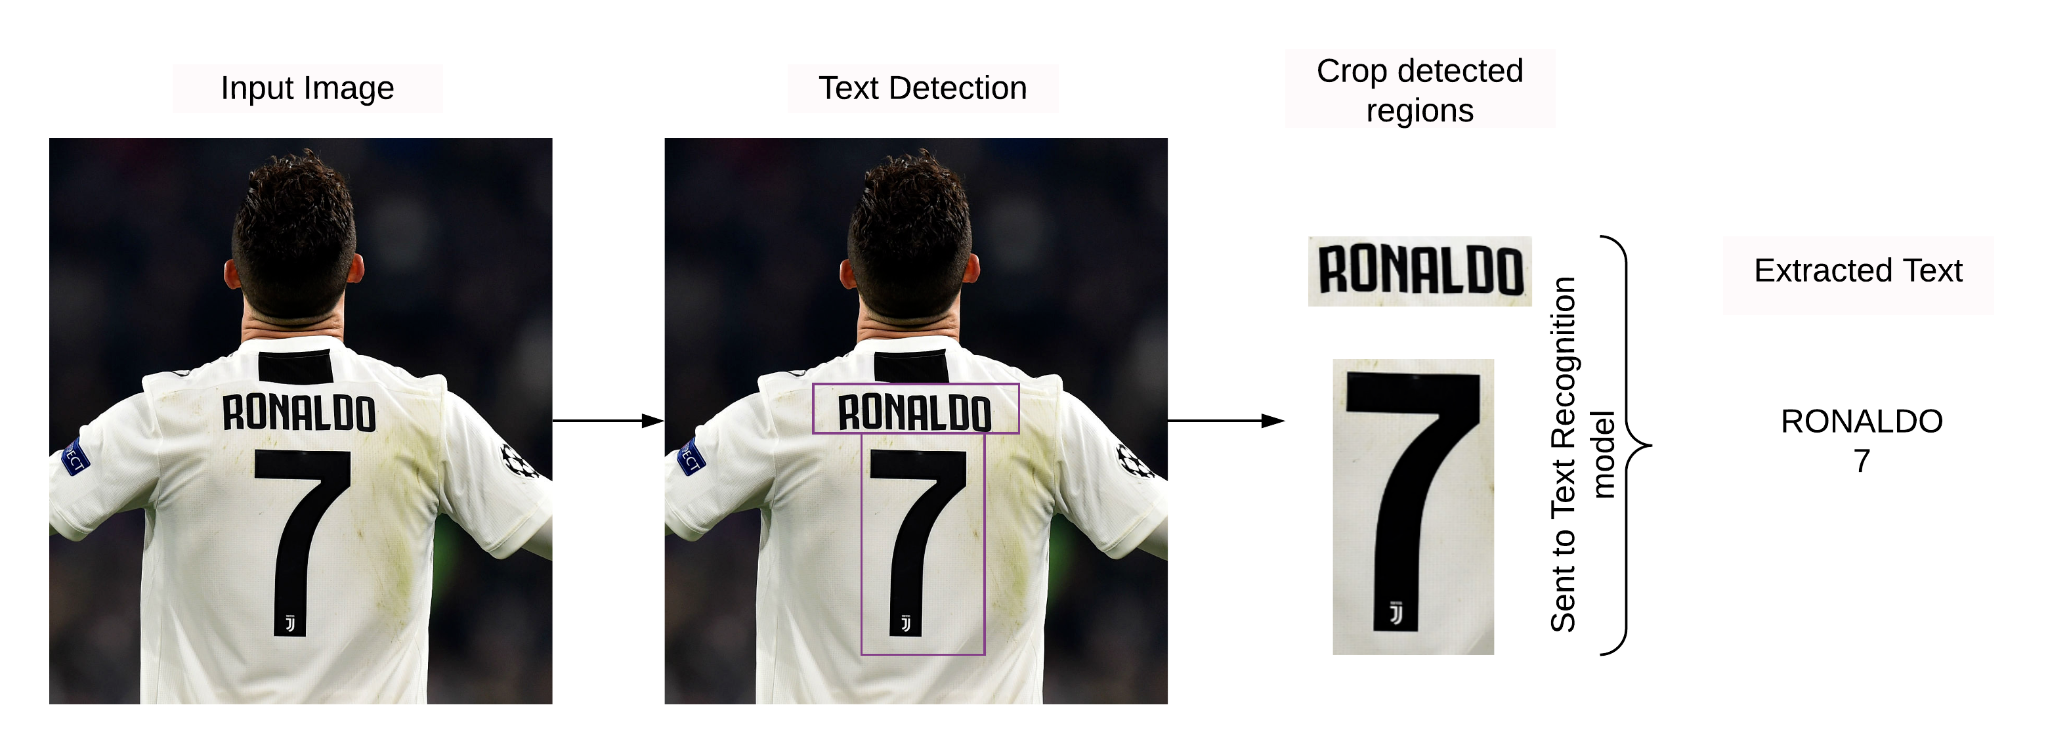 Input Image
Text Detection
Crop detected
regions
RONALDO
7
RONALDO
7
RONALDO
7
Sent to Text Recognition
model
Extracted Text
RONALDO
7